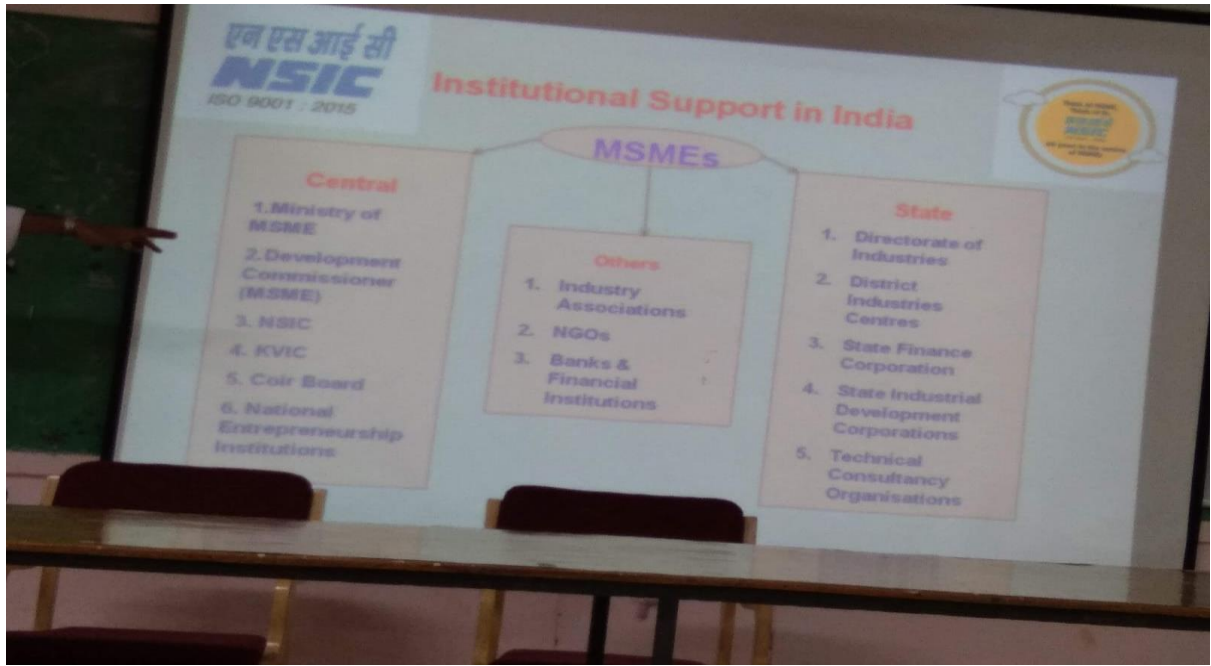 एन एस आई सी
NSIC
ISO 9001 : 2015
Institutional Support in India
MSMEs
Central
1.Ministry of
MSME
2.Development
Commissioner
(MSME)
3. NSIC
4. KVIC
5. Coir Board
6. National
Entrepreneurship
Institutions
Others
1. Industry
Associations
2. NGOs
3. Banks &
Financial
Institutions
State
1. Directorate of
Industries
2. District
Industries
Centres
3. State Finance
Corporation
4. State Industrial
Development
Corporations
5. Technical
Consultancy
Organisations
NSIC